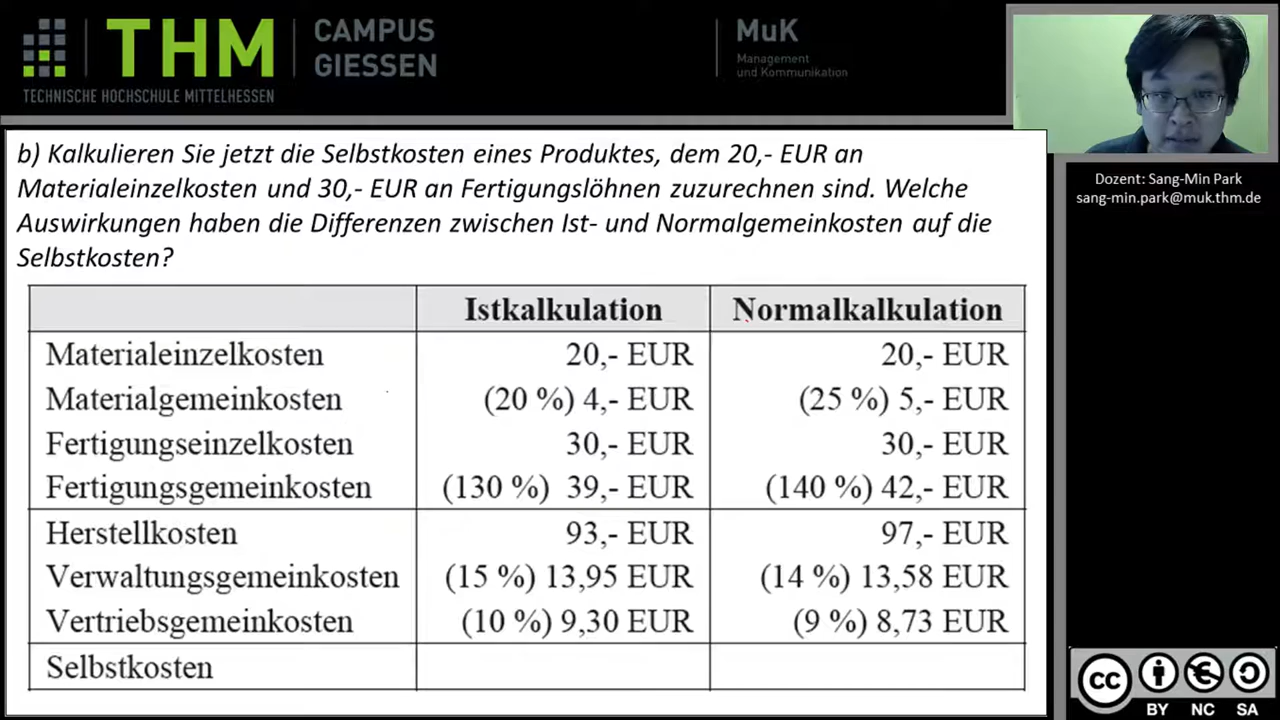 THM
CAMPUS
GIESSEN
TECHNISCHE HOCHSCHULE MITTELHESSEN
MuK
Management
und Kommunikation
Dozent: Sang-Min Park
sang-min.park@muk.thm.de
b) Kalkulieren Sie jetzt die Selbstkosten eines Produktes, dem 20,- EUR an
Materialeinzelkosten und 30,- EUR an Fertigungslöhnen zuzurechnen sind. Welche
Auswirkungen haben die Differenzen zwischen Ist- und Normalgemeinkosten auf die
Selbstkosten?
Istkalkulation Normalkalkulation
Materialeinzelkosten 20,- EUR 20,- EUR
Materialgemeinkosten (20 %) 4,- EUR (25 %) 5,- EUR
Fertigungseinzelkosten 30,- EUR 30,- EUR
Fertigungsgemeinkosten (130 %) 39,- EUR (140 %) 42,- EUR
Herstellkosten 93,- EUR 97,- EUR
Verwaltungsgemeinkosten (15 %) 13,95 EUR (14 %) 13,58 EUR
Vertriebsgemeinkosten (10 %) 9,30 EUR (9 %) 8,73 EUR
Selbstkosten
cc
BY NC SA